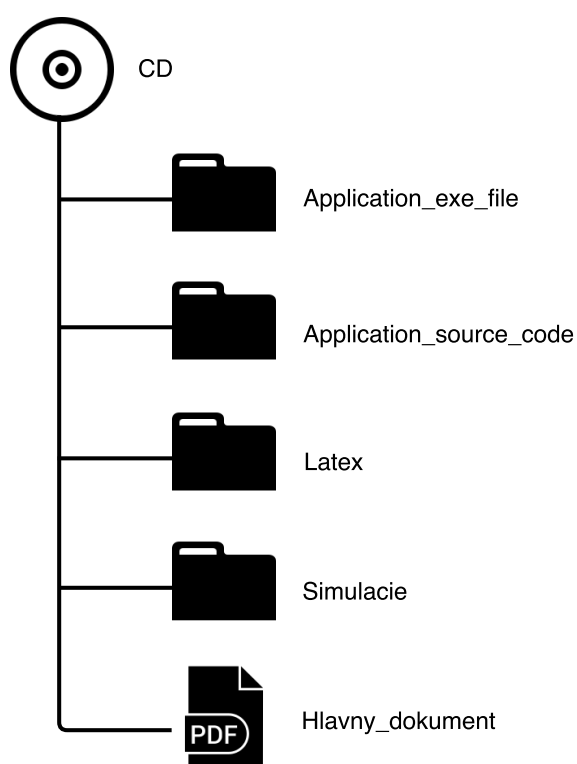 CD
Application_exe_file
Application_source_code
Latex
Simulacie
Hlavny_dokument
PDF